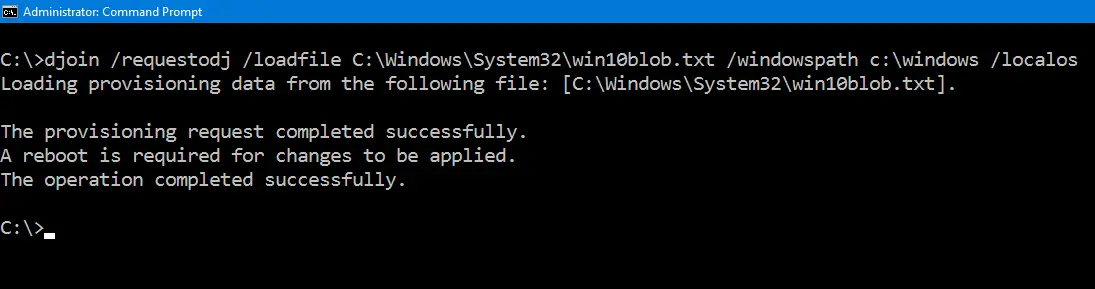 Administrator: Command Prompt
C:\>djoin /requestodj /loadfile C:\Windows\System32\win10blob.txt /windowspath c:\windows /localos
Loading provisioning data from the following file: [C:\Windows\System32\win10blob.txt].
The provisioning request completed successfully.
A reboot is required for changes to be applied.
The operation completed successfully.
C:\>